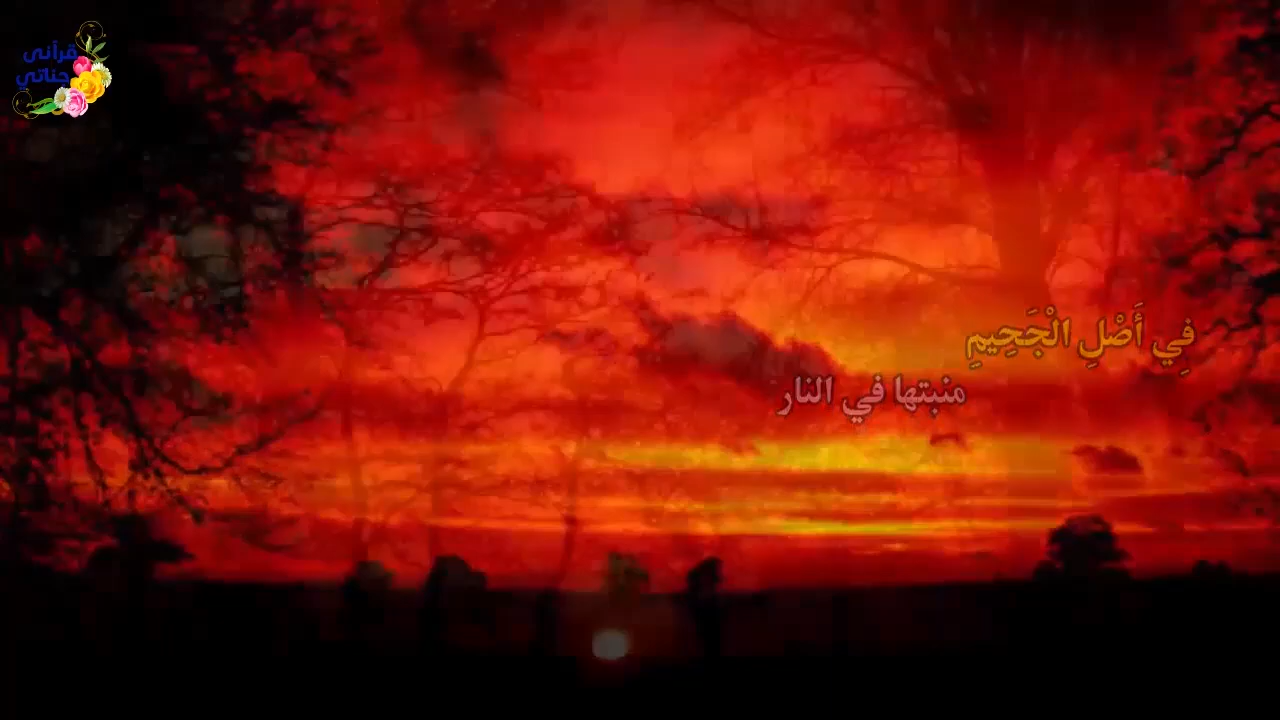 قرآني
جناتي
فِي أَصْلِ الْجَحِيمِ
منبتها في النار